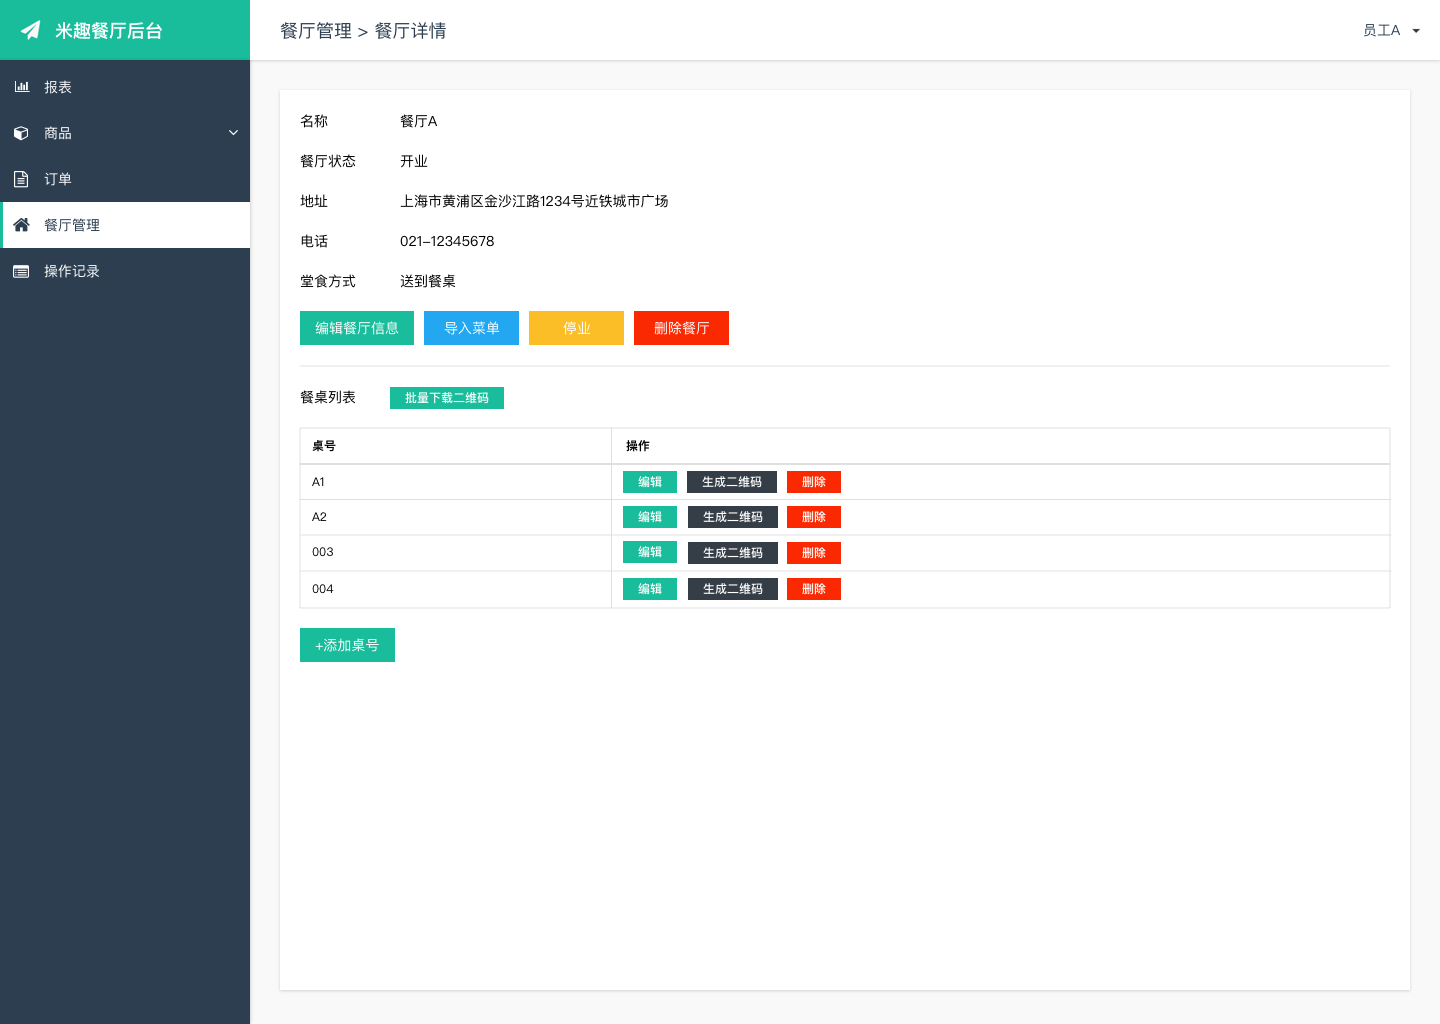 米趣餐厅后台
餐厅管理 > 餐厅详情
员工A
报表
商品
订单
餐厅管理
操作记录
名称 餐厅A
餐厅状态 开业
地址 上海市黄浦区金沙江路1234号近铁城市广场
电话 021-12345678
堂食方式 送到餐桌
编辑餐厅信息 导入菜单 停业 删除餐厅
餐桌列表 批量下载二维码
桌号 操作
A1 编辑 生成二维码 删除
A2 编辑 生成二维码 删除
003 编辑 生成二维码 删除
004 编辑 生成二维码 删除
+添加桌号